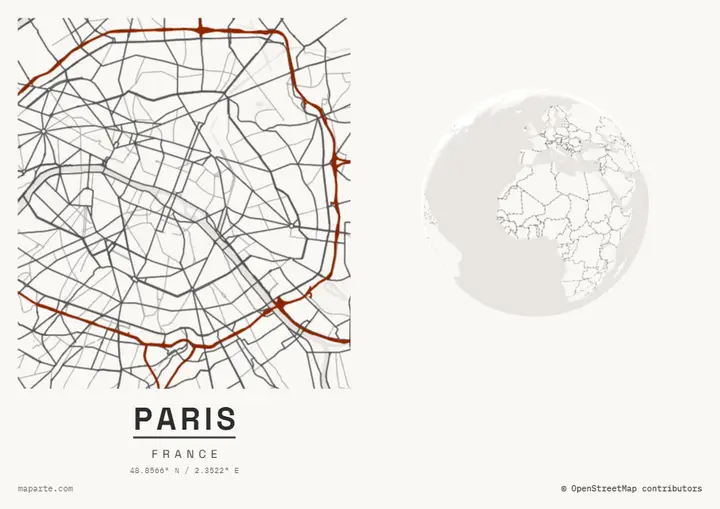 PARIS
FRANCE
48.8566° N / 2.3522° E
maparte.com
© OpenStreetMap contributors